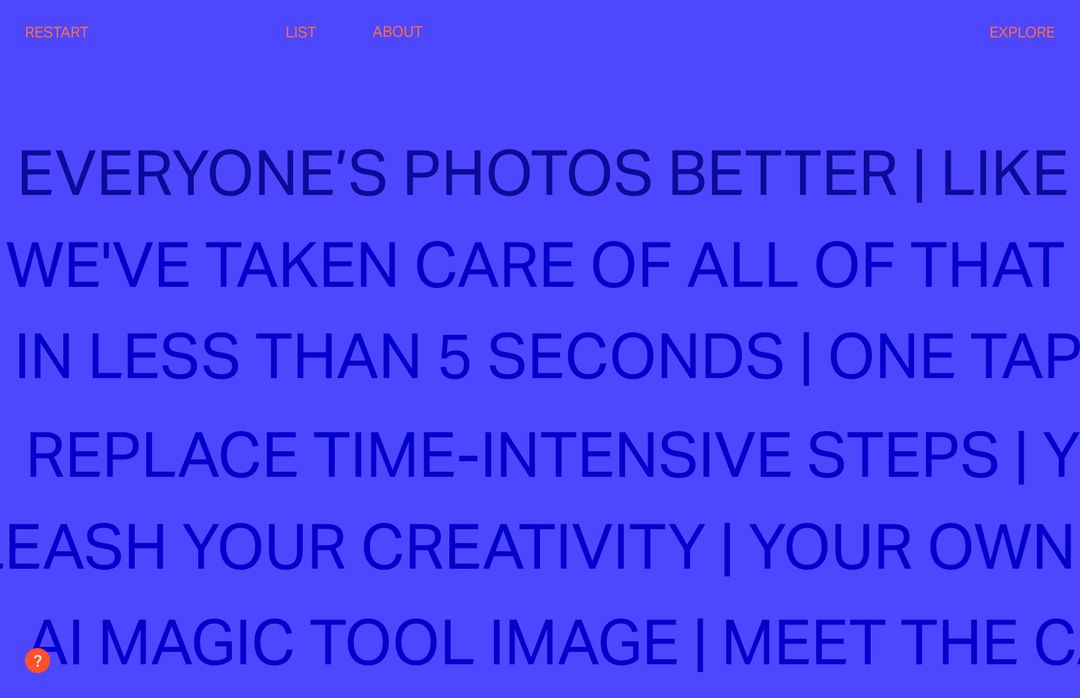 RESTART LIST ABOUT EXPLORE
EVERYONE'S PHOTOS BETTER | LIKE
WE'VE TAKEN CARE OF ALL OF THAT
IN LESS THAN 5 SECONDS | ONE TAP
REPLACE TIME-INTENSIVE STEPS | Y
LEASH YOUR CREATIVITY | YOUR OWN
AI MAGIC TOOL IMAGE | MEET THE CA
?